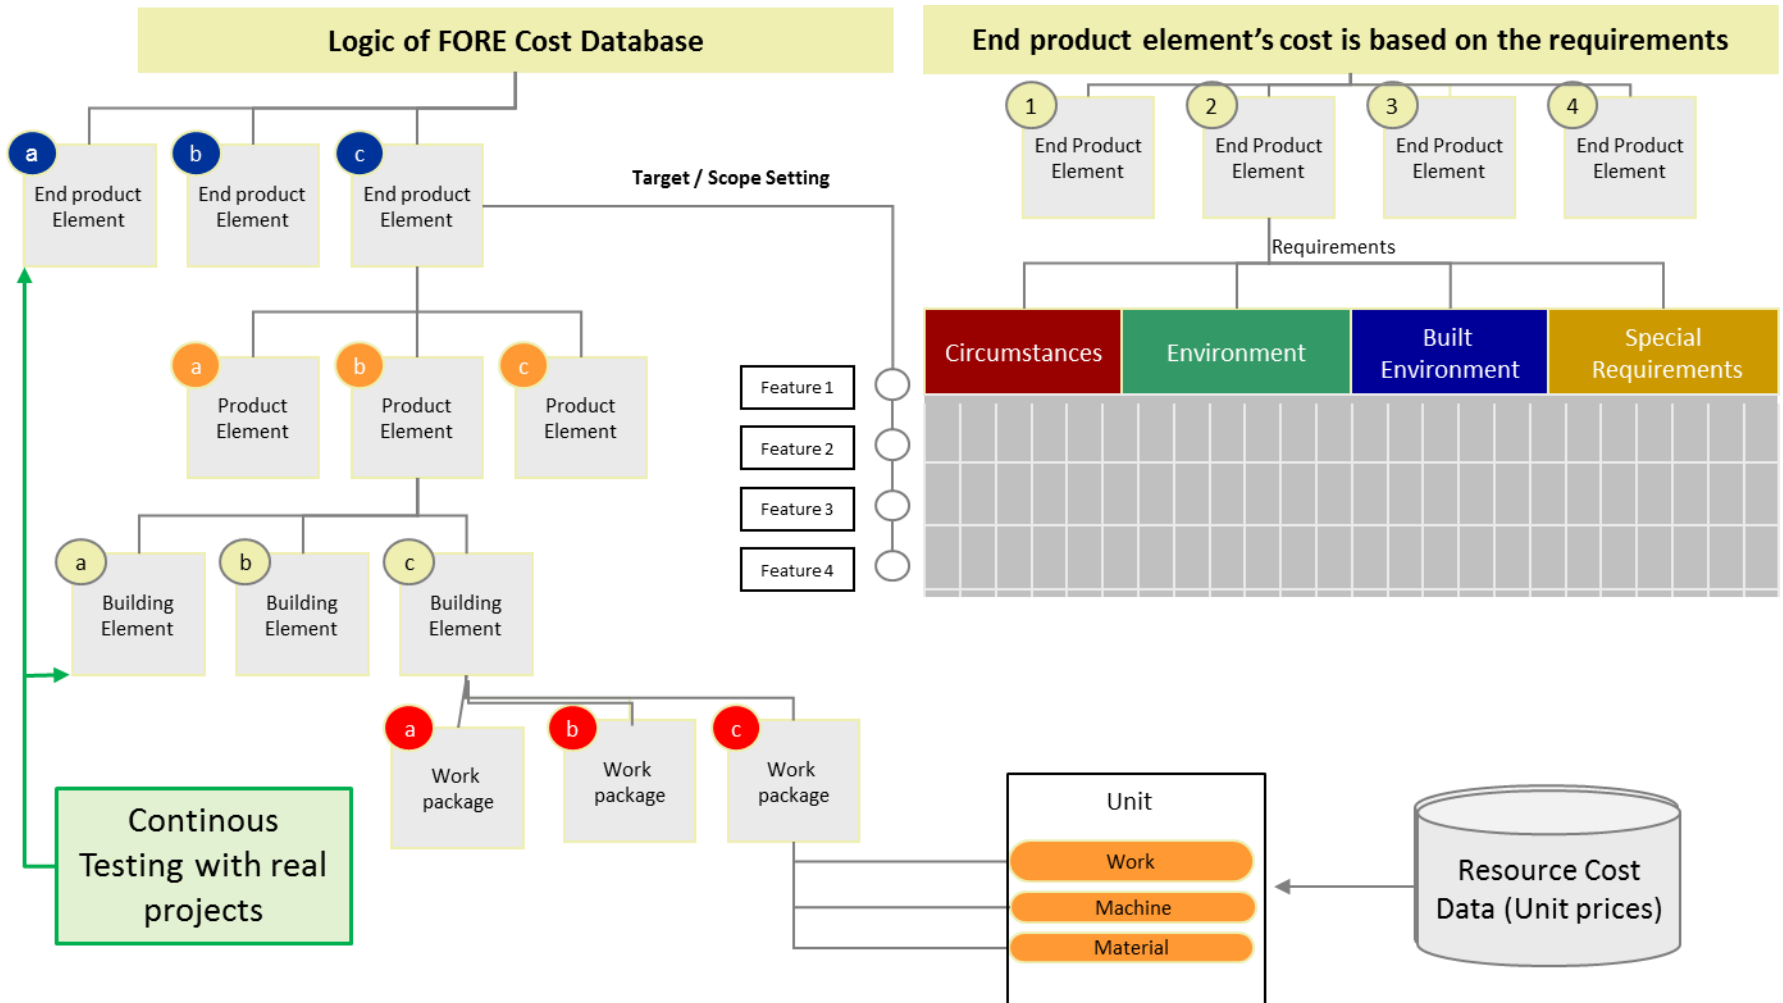 Logic of FORE Cost Database
End product element's cost is based on the requirements
a
b
c
End product
Element
End product
Element
End product
Element
Target / Scope Setting
1
2
3
4
End Product
Element
End Product
Element
End Product
Element
End Product
Element
Requirements
Circumstances
Environment
Built
Environment
Special
Requirements
a
b
c
Product
Element
Product
Element
Product
Element
Feature 1
Feature 2
Feature 3
Feature 4
a
b
c
Building
Element
Building
Element
Building
Element
a
b
c
Work
package
Work
package
Work
package
Continous
Testing with real
projects
Unit
Work
Machine
Material
Resource Cost
Data (Unit prices)